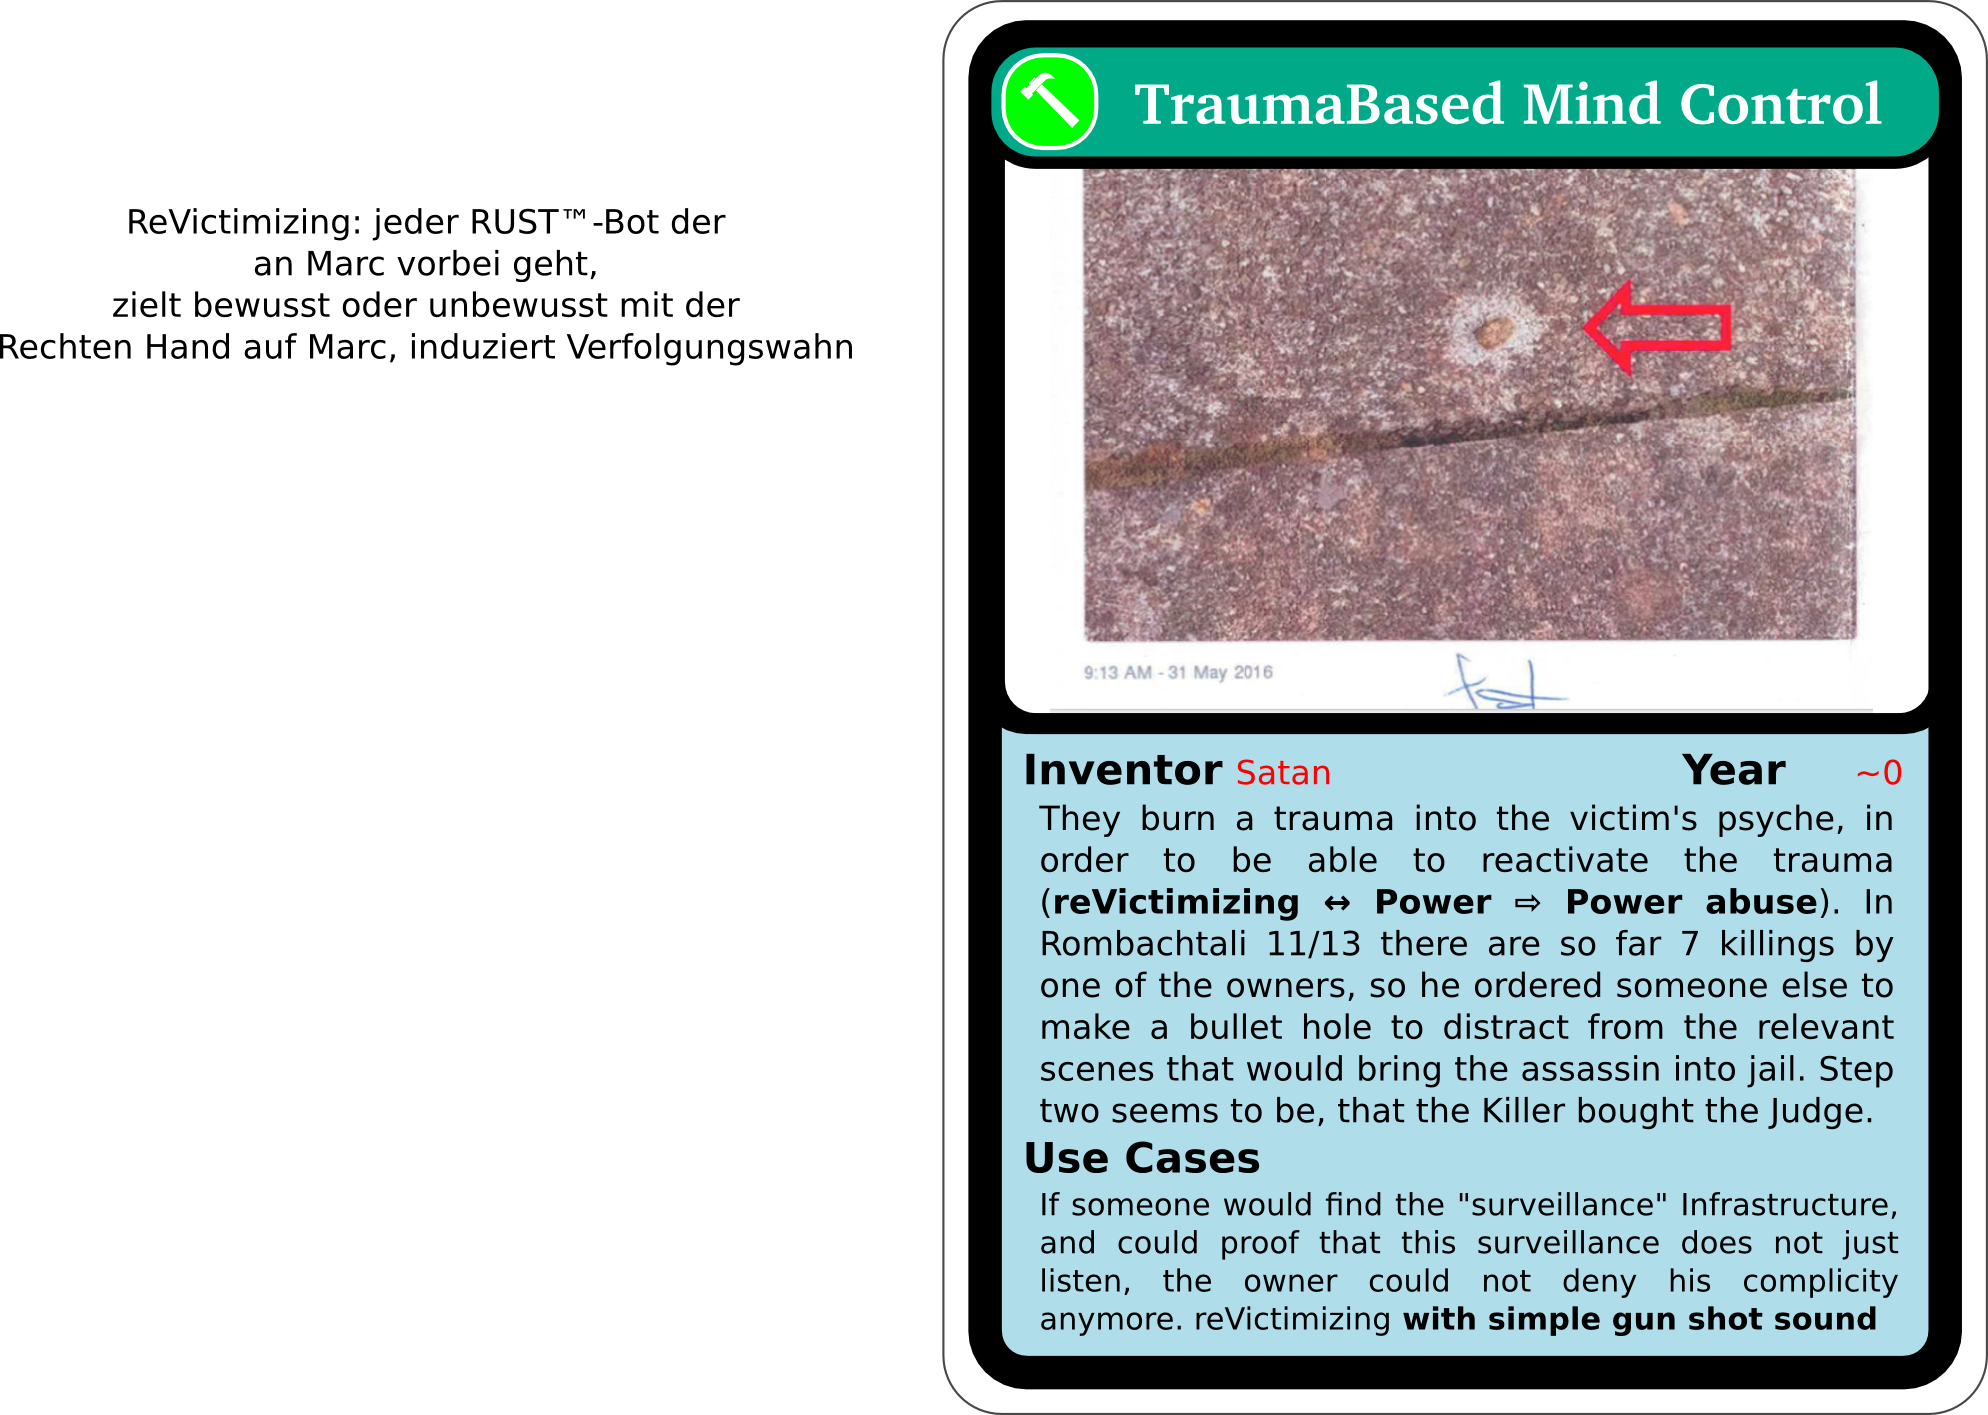 ReVictimizing: jeder RUST™-Bot der
an Marc vorbei geht,
zielt bewusst oder unbewusst mit der
Rechten Hand auf Marc, induziert Verfolgungswahn
TraumaBased Mind Control
9:13 AM - 31 May 2016
Inventor Satan Year ~0
They burn a trauma into the victim's psyche, in
order to be able to reactivate the trauma
(reVictimizing ↔ Power ⇨ Power abuse). In
Rombachtali 11/13 there are so far 7 killings by
one of the owners, so he ordered someone else to
make a bullet hole to distract from the relevant
scenes that would bring the assassin into jail. Step
two seems to be, that the Killer bought the Judge.
Use Cases
If someone would find the "surveillance" Infrastructure,
and could proof that this surveillance does not just
listen, the owner could not deny his complicity
anymore. reVictimizing with simple gun shot sound